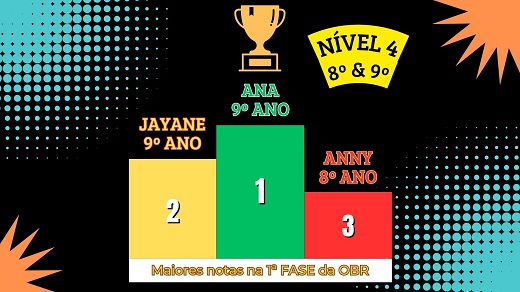 NÍVEL 4
8º & 9º
ANA
9º ANO
JAYANE
9º ANO
ANNY
8º ANO
1
2
3
Maiores notas na 1ª FASE da OBR